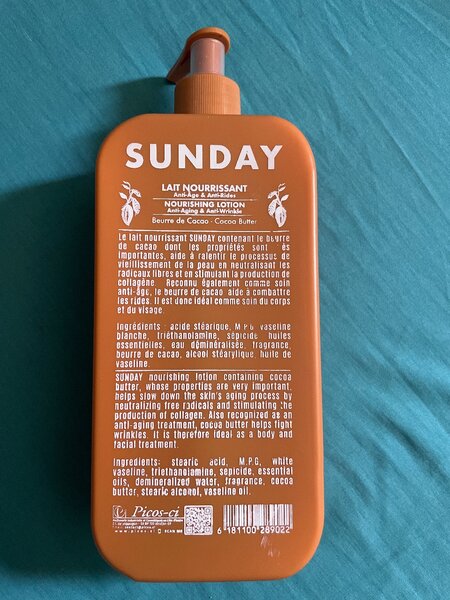 SUNDAY
LAIT NOURRISSANT
Anti-Âge & Anti-Rides
NOURISHING LOTION
Anti-Aging & Anti-Wrinkle
Beurre de Cacao - Cocoa Butter
Le lait nourrissant SUNDAY contenant le beurre
de cacao dont les propriétés sont es
importantes, aide à ralentir le processus de
vieillissement de la peau en neutralisant les
radicaux libres et en stimulant la production de
collagène. Reconnu également comme soin
anti-âge, le beurre de cacao aide à combattre
les rides. Il est donc idéal comme soin du corps
et du visage.
Ingrédients : acide stéarique, M.P.G, vaseline
blanche, triéthanolamine, sépicide, huiles
essentielles, eau déminéralisée, fragrance,
beurre de cacao, alcool stéarylique, huile de
vaseline.
SUNDAY nourishing lotion containing cocoa
butter, whose properties are very important,
helps slow down the skin's aging process by
neutralizing free radicals and stimulating the
production of collagen. Also recognized as an
anti-aging treatment, cocoa butter helps fight
wrinkles. It is therefore ideal as a body and
facial treatment.
Ingredients: stearic acid, M.P.G, white
vaseline, triethanolamine, sepicide, essential
oils, demineralized water, fragrance, cocoa
butter, stearic alcohol, vaseline oil.
Picos-ci
SCAN ME
6 181100 289022